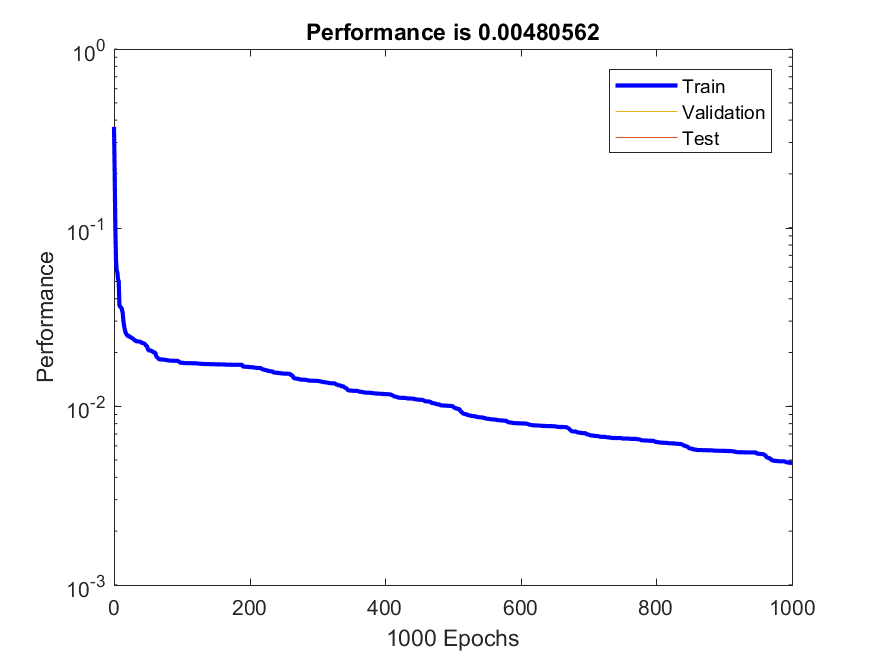 Performance is 0.00480562
10^0
Train
Validation
Test
10^-1
Performance
10^-2
10^-3
0 200 400 600 800 1000
1000 Epochs